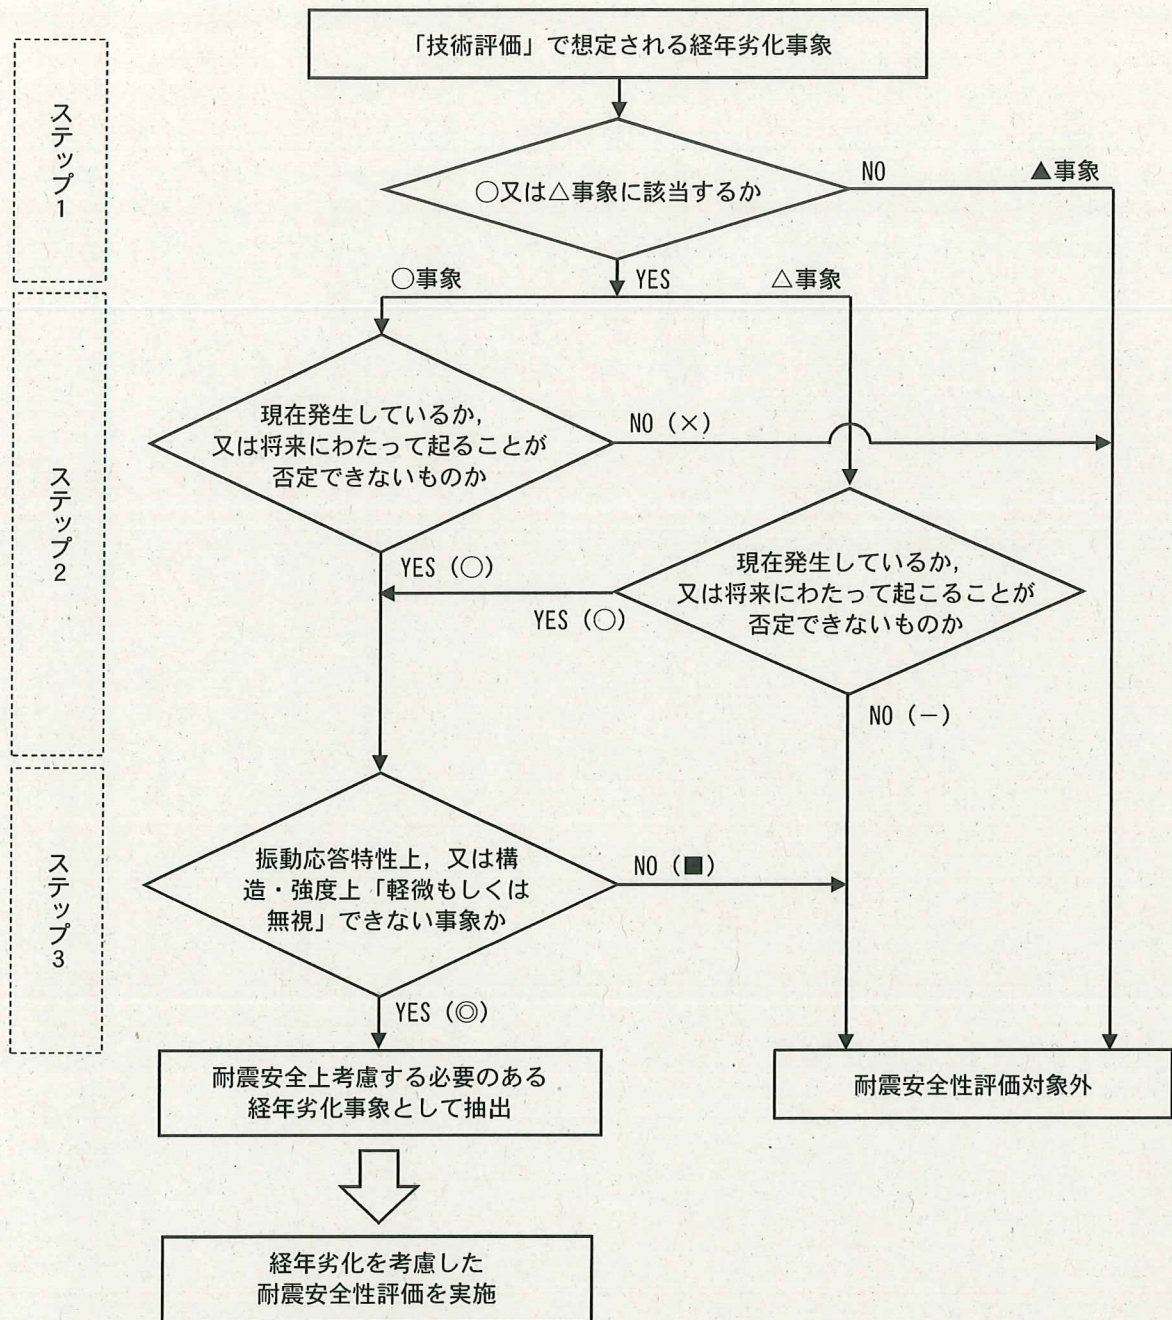 「技術評価」で想定される経年劣化事象
ステップ1
○又は△事象に該当するか
NO
▲事象
YES
○事象
△事象
ステップ2
現在発生しているか,
又は将来にわたって起ることが
否定できないものか
NO (×)
YES (○)
現在発生しているか,
又は将来にわたって起こることが
否定できないものか
YES (○)
NO (－)
ステップ3
振動応答特性上, 又は構
造・強度上「軽微もしくは
無視」できない事象か
NO (■)
YES (◎)
耐震安全上考慮する必要のある
経年劣化事象として抽出
耐震安全性評価対象外
経年劣化を考慮した
耐震安全性評価を実施